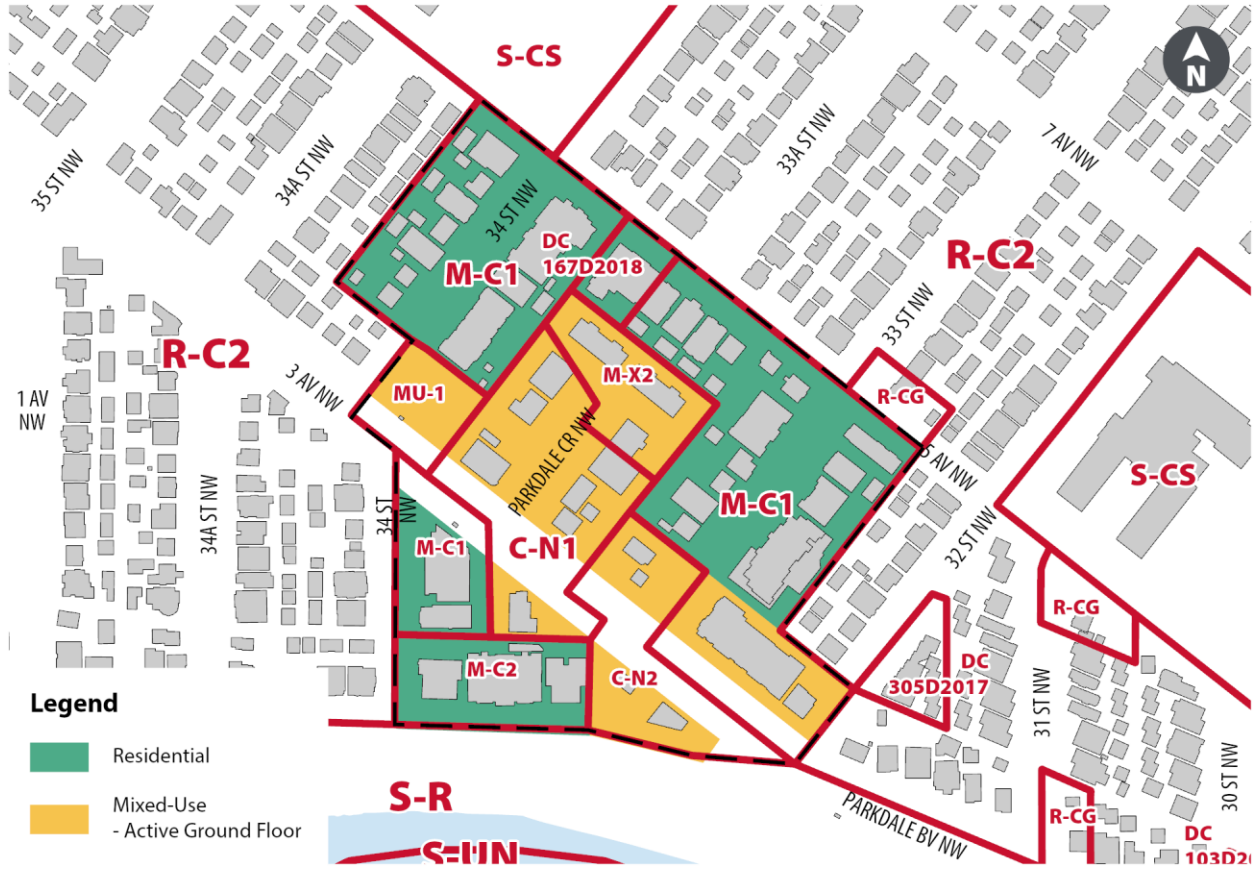 S-CS
N
35 ST NW
34A ST NW
34 ST NW
33A ST NW
7 AV NW
DC
167D2018
M-C1
R-C2
33 ST NW
R-C2
3 AV NW
1 AV
NW
MU-1
M-X2
R-CG
5 AV NW
S-CS
PARKDALE CR NW
M-C1
34A ST NW
34 ST
NW
32 ST NW
M-C1
C-N1
R-CG
M-C2
C-N2
DC
305D2017
31 ST NW
30 ST NW
Legend
Residential
Mixed-Use
- Active Ground Floor
S-R
S-UN
PARKDALE BV NW
R-CG
DC